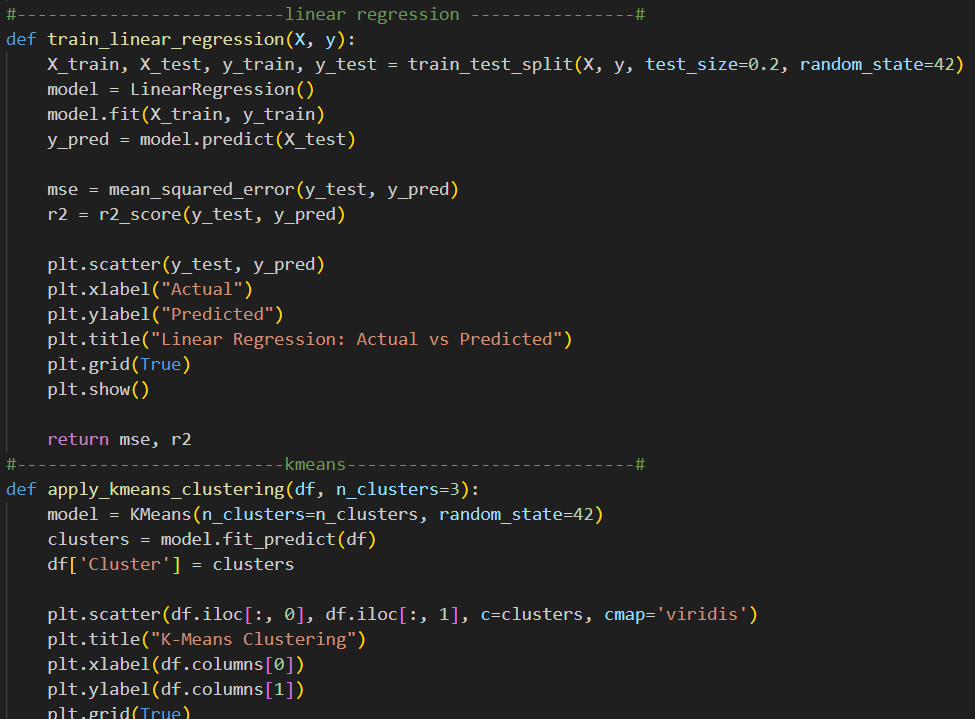 #--------------------------linear regression ----------------#
def train_linear_regression(X, y):
    X_train, X_test, y_train, y_test = train_test_split(X, y, test_size=0.2, random_state=42)
    model = LinearRegression()
    model.fit(X_train, y_train)
    y_pred = model.predict(X_test)

    mse = mean_squared_error(y_test, y_pred)
    r2 = r2_score(y_test, y_pred)

    plt.scatter(y_test, y_pred)
    plt.xlabel("Actual")
    plt.ylabel("Predicted")
    plt.title("Linear Regression: Actual vs Predicted")
    plt.grid(True)
    plt.show()

    return mse, r2
#--------------------------kmeans----------------------------#
def apply_kmeans_clustering(df, n_clusters=3):
    model = KMeans(n_clusters=n_clusters, random_state=42)
    clusters = model.fit_predict(df)
    df['Cluster'] = clusters

    plt.scatter(df.iloc[:, 0], df.iloc[:, 1], c=clusters, cmap='viridis')
    plt.title("K-Means Clustering")
    plt.xlabel(df.columns[0])
    plt.ylabel(df.columns[1])
    plt.grid(True)